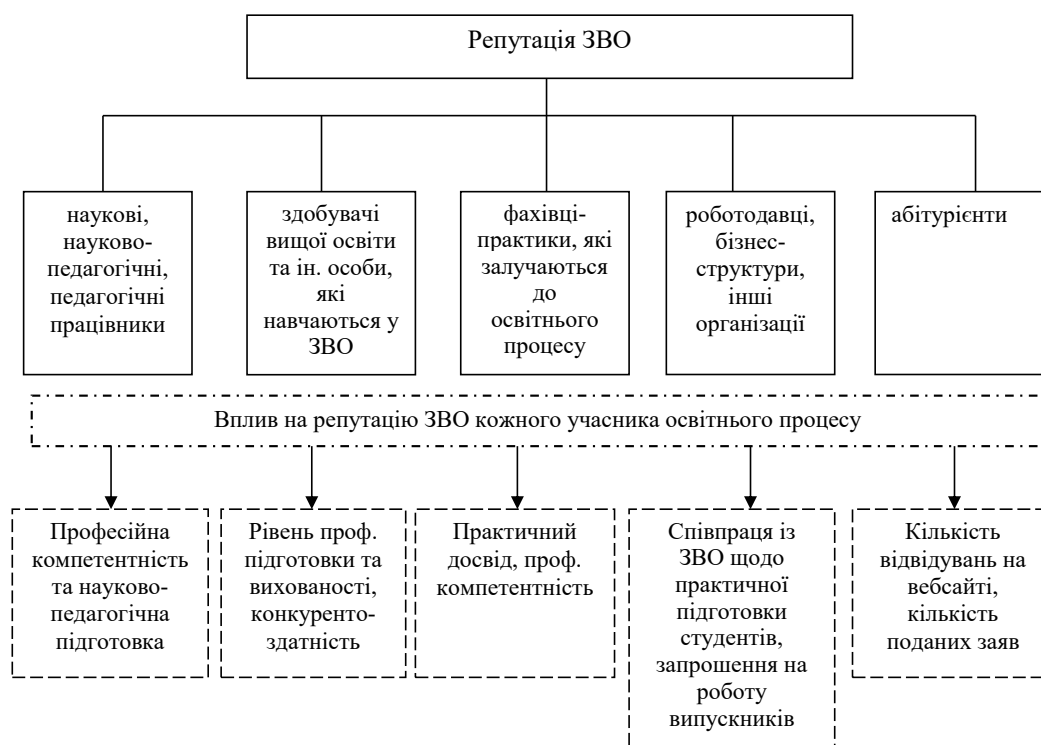 Репутація ЗВО
наукові,
науково-
педагогічні,
педагогічні
працівники
здобувачі
вищої освіти
та ін. особи,
які
навчаються у
ЗВО
фахівці-
практики, які
залучаються
до
освітнього
процесу
роботодавці,
бізнес-
структури,
інші
організації
абітурієнти
Вплив на репутацію ЗВО кожного учасника освітнього процесу
Професійна
компетентність
та науково-
педагогічна
підготовка
Рівень проф.
підготовки та
вихованості,
конкуренто-
здатність
Практичний
досвід, проф.
компетентність
Співпраця із
ЗВО щодо
практичної
підготовки
студентів,
запрошення на
роботу
випускників
Кількість
відвідувань на
вебсайті,
кількість
поданих заяв